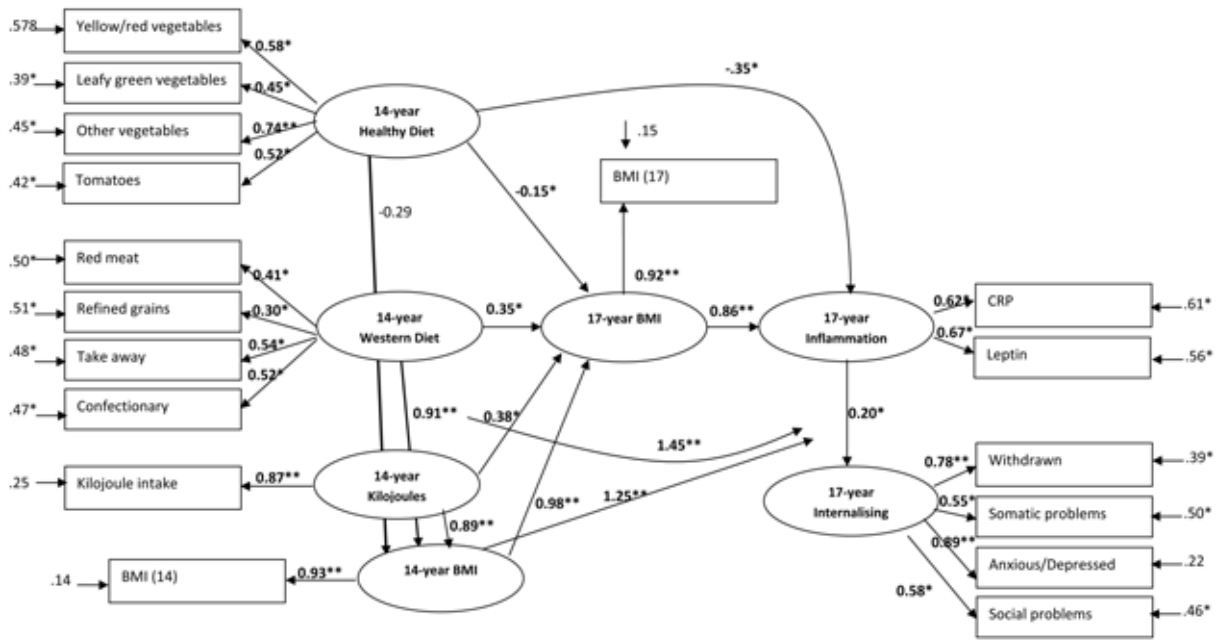 .578
Yellow/red vegetables
0.58*
.39*
Leafy green vegetables
0.45*
.45*
Other vegetables
0.74**
.42*
Tomatoes
0.52*
14-year
Healthy Diet
-.35*
-0.15*
-0.29
.15
BMI (17)
0.92**
.50*
Red meat
0.41*
.51*
Refined grains
0.30*
.48*
Take away
0.54*
.47*
Confectionary
0.52*
14-year
Western Diet
0.35*
17-year BMI
0.86**
17-year
Inflammation
0.62*
CRP
.61*
0.67*
Leptin
.56*
0.91**
0.38*
1.45**
0.20*
.25
Kilojoule intake
0.87**
14-year
Kilojoules
0.89**
0.98**
1.25**
.14
BMI (14)
0.93**
14-year BMI
17-year
Internalising
0.78**
Withdrawn
.39*
0.55*
Somatic problems
.50*
0.89**
Anxious/Depressed
.22
0.58*
Social problems
.46*